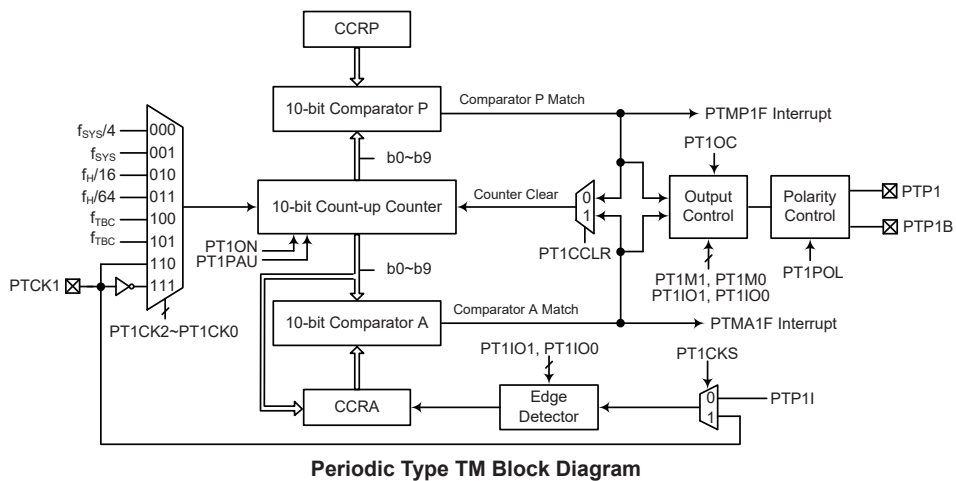 CCRP
10-bit Comparator P
Comparator P Match
PTMP1F Interrupt
fSYS/4
000
fSYS
001
fH/16
010
fH/64
011
fTBC
100
fTBC
101
110
111
PTCK1
PT1CK2~PT1CK0
b0~b9
10-bit Count-up Counter
Counter Clear
0
1
PT1CCLR
PT1OC
Output
Control
Polarity
Control
PTP1
PTP1B
PT1ON
PT1PAU
b0~b9
PT1M1, PT1M0
PT1IO1, PT1IO0
PT1POL
10-bit Comparator A
Comparator A Match
PTMA1F Interrupt
PT1IO1, PT1IO0
PT1CKS
CCRA
Edge
Detector
0
1
PTP1I
Periodic Type TM Block Diagram